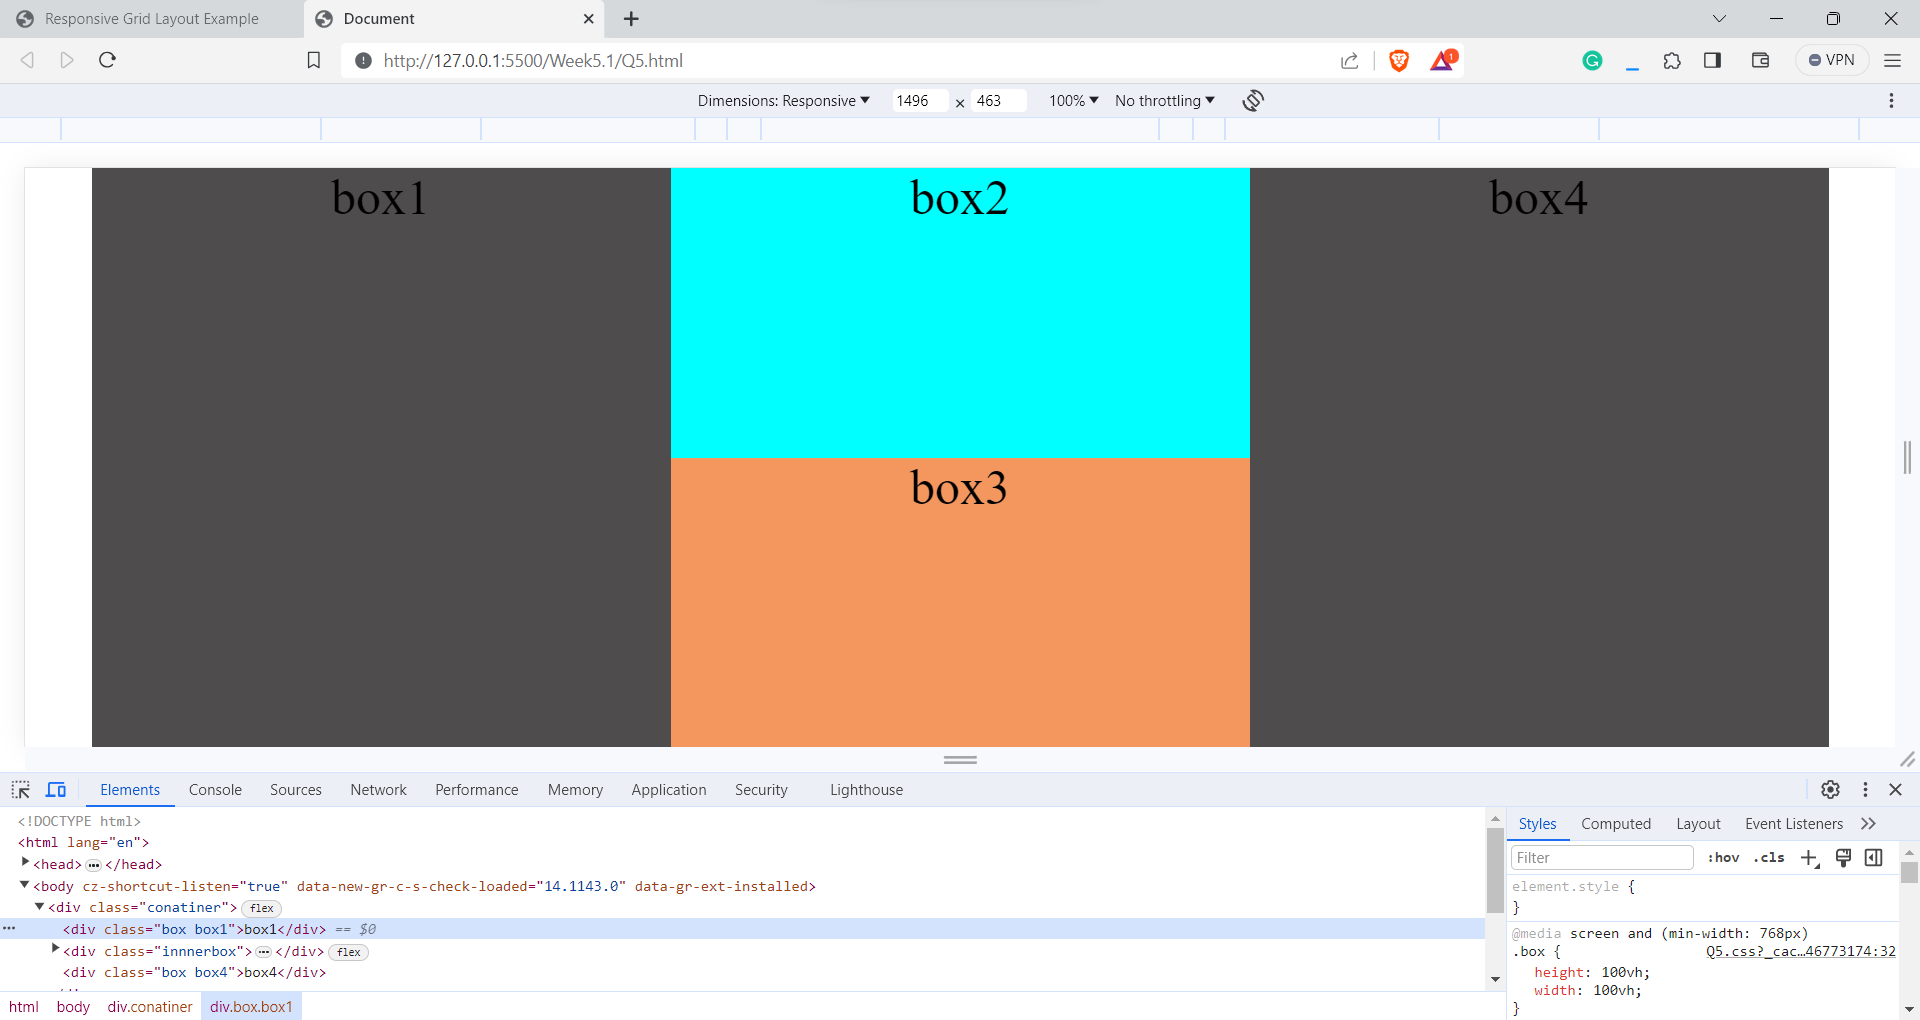 Responsive Grid Layout Example
Document
http://127.0.0.1:5500/Week5.1/Q5.html
1
VPN
Dimensions: Responsive 1496 × 463 100% No throttling
box1 box2 box4
box3
Elements Console Sources Network Performance Memory Application Security Lighthouse
<!DOCTYPE html>
<html lang="en">
<head> ••• </head>
<body cz-shortcut-listen="true" data-new-gr-c-s-check-loaded="14.1143.0" data-gr-ext-installed>
<div class="conatiner"> flex
••• <div class="box box1">box1</div> == $0
<div class="innnerbox"> ••• </div> flex
<div class="box box4">box4</div>
html body div.conatiner div.box.box1
Styles Computed Layout Event Listeners
Filter :hov .cls
element.style {
}
@media screen and (min-width: 768px)
.box { Q5.css?_cac…46773174:32
height: 100vh;
width: 100vh;
}